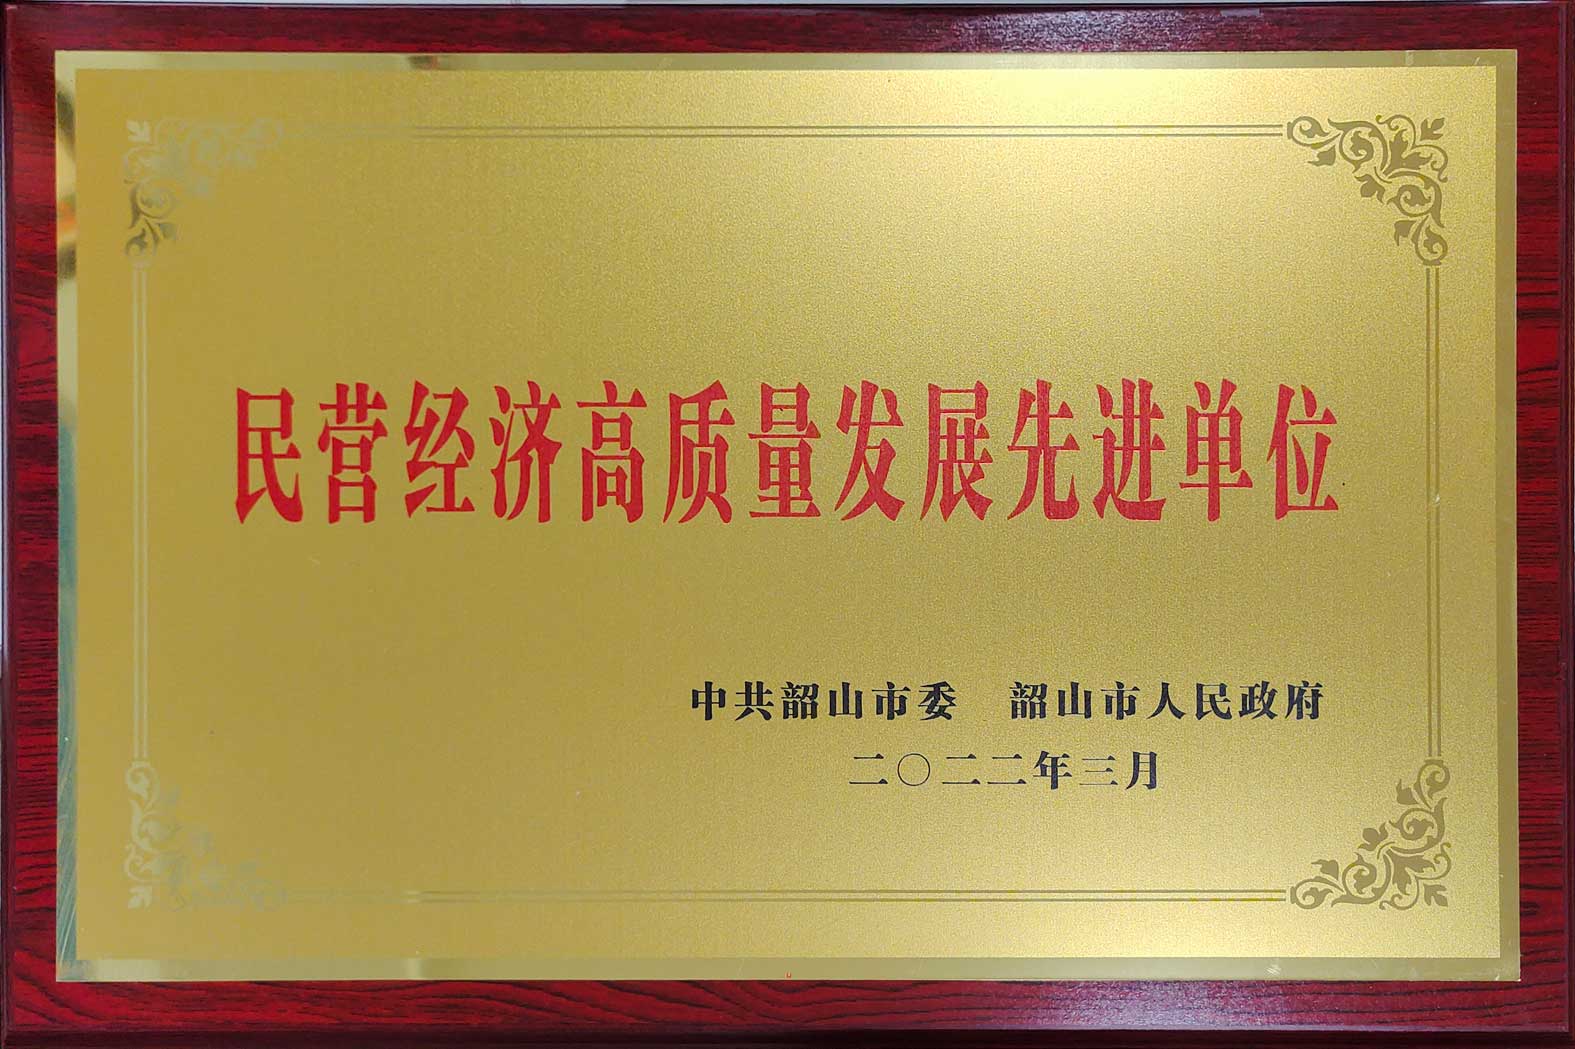 民营经济高质量发展先进单位
中共韶山市委　韶山市人民政府
二〇二二年三月